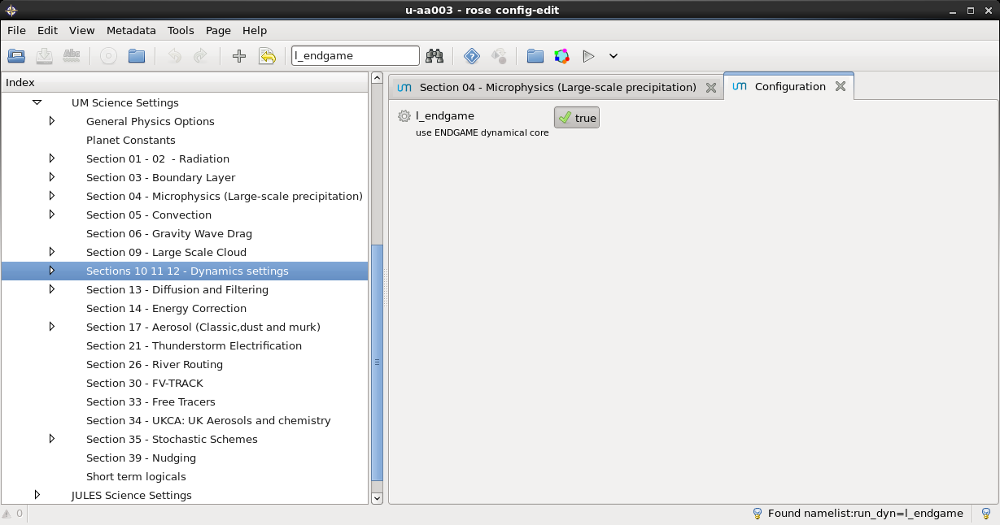 u-aa003 - rose config-edit
File Edit View Metadata Tools Page Help
l_endgame
Index
UM Science Settings
General Physics Options
Planet Constants
Section 01 - 02  - Radiation
Section 03 - Boundary Layer
Section 04 - Microphysics (Large-scale precipitation)
Section 05 - Convection
Section 06 - Gravity Wave Drag
Section 09 - Large Scale Cloud
Sections 10 11 12 - Dynamics settings
Section 13 - Diffusion and Filtering
Section 14 - Energy Correction
Section 17 - Aerosol (Classic,dust and murk)
Section 21 - Thunderstorm Electrification
Section 26 - River Routing
Section 30 - FV-TRACK
Section 33 - Free Tracers
Section 34 - UKCA: UK Aerosols and chemistry
Section 35 - Stochastic Schemes
Section 39 - Nudging
Short term logicals
JULES Science Settings
um Section 04 - Microphysics (Large-scale precipitation) um Configuration
l_endgame true
use ENDGAME dynamical core
0 Found namelist:run_dyn=l_endgame